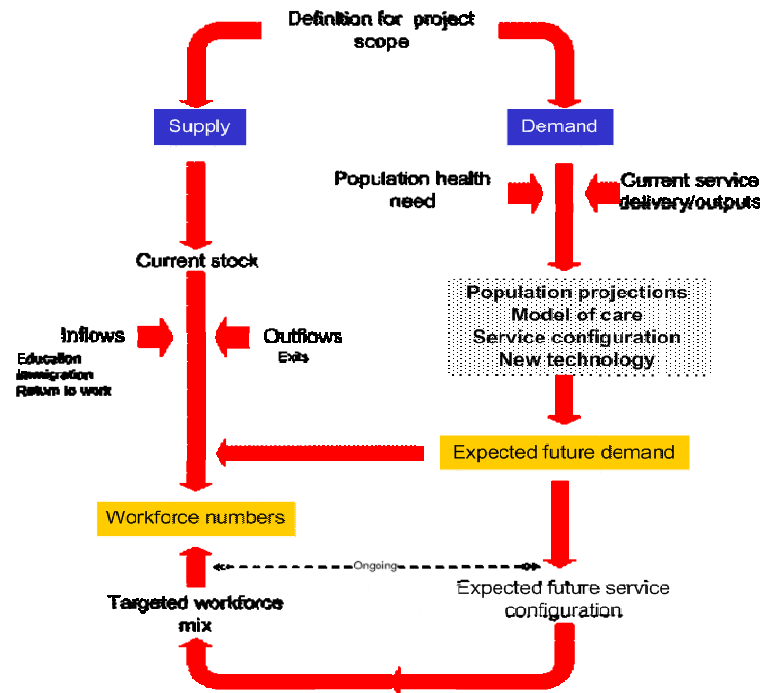 Definition for project
scope
Supply
Demand
Population health
need
Current service
delivery/outputs
Current stock
Population projections
Model of care
Service configuration
New technology
Inflows
Education
Immigration
Return to work
Outflows
Exits
Expected future demand
Workforce numbers
Ongoing
Targeted workforce
mix
Expected future service
configuration